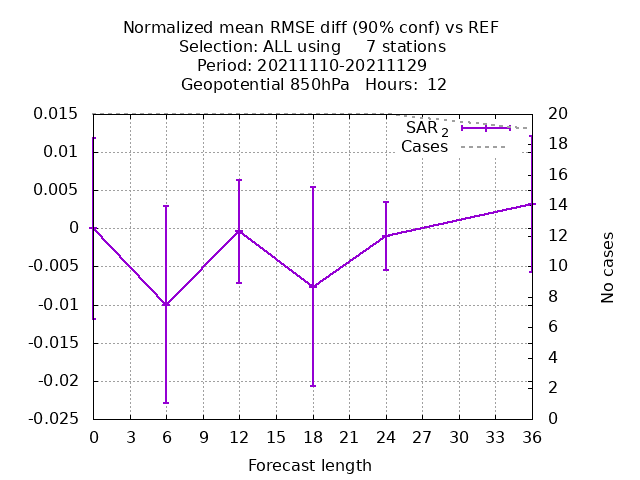 Normalized mean RMSE diff (90% conf) vs REF
Selection: ALL using     7 stations
Period: 20211110-20211129
Geopotential 850hPa   Hours:  12
0.015
0.01
0.005
0
-0.005
-0.01
-0.015
-0.02
-0.025
20
18
16
14
12
10
8
6
4
2
0
SAR 2
Cases
No cases
0 3 6 9 12 15 18 21 24 27 30 33 36
Forecast length